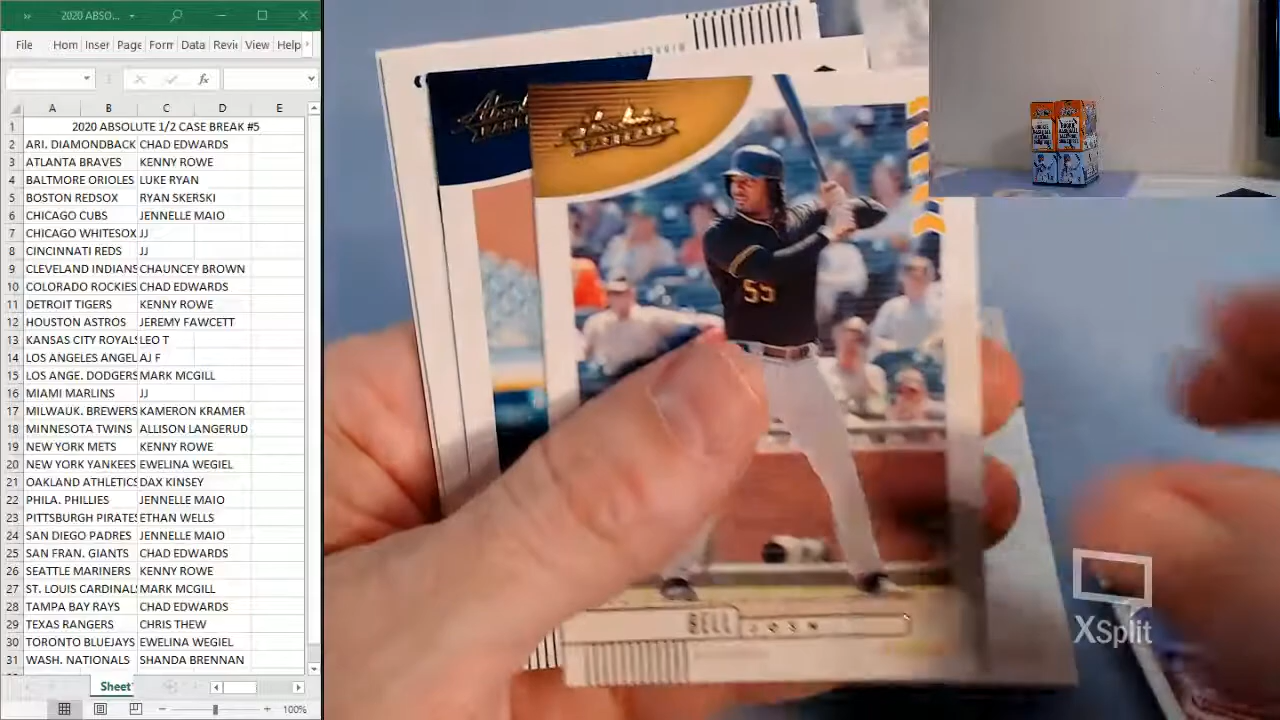 2020 ABSO...
File Hom Inser Page Form Data Revie View Help
A B C D E
1 2020 ABSOLUTE 1/2 CASE BREAK #5
2 ARI. DIAMONDBACK CHAD EDWARDS
3 ATLANTA BRAVES KENNY ROWE
4 BALTMORE ORIOLES LUKE RYAN
5 BOSTON REDSOX RYAN SKERSKI
6 CHICAGO CUBS JENNELLE MAIO
7 CHICAGO WHITESOX JJ
8 CINCINNATI REDS JJ
9 CLEVELAND INDIANS CHAUNCEY BROWN
10 COLORADO ROCKIES CHAD EDWARDS
11 DETROIT TIGERS KENNY ROWE
12 HOUSTON ASTROS JEREMY FAWCETT
13 KANSAS CITY ROYALS LEO T
14 LOS ANGELES ANGEL AJ F
15 LOS ANGE. DODGERS MARK MCGILL
16 MIAMI MARLINS JJ
17 MILWAUK. BREWERS KAMERON KRAMER
18 MINNESOTA TWINS ALLISON LANGERUD
19 NEW YORK METS KENNY ROWE
20 NEW YORK YANKEES EWELINA WEGIEL
21 OAKLAND ATHLETICS DAX KINSEY
22 PHILA. PHILLIES JENNELLE MAIO
23 PITTSBURGH PIRATES ETHAN WELLS
24 SAN DIEGO PADRES JENNELLE MAIO
25 SAN FRAN. GIANTS CHAD EDWARDS
26 SEATTLE MARINERS KENNY ROWE
27 ST. LOUIS CARDINAL MARK MCGILL
28 TAMPA BAY RAYS CHAD EDWARDS
29 TEXAS RANGERS CHRIS THEW
30 TORONTO BLUEJAYS EWELINA WEGIEL
31 WASH. NATIONALS SHANDA BRENNAN
Sheet
100%
Absolute
BASEBALL
55
BELL JOSH
XSplit